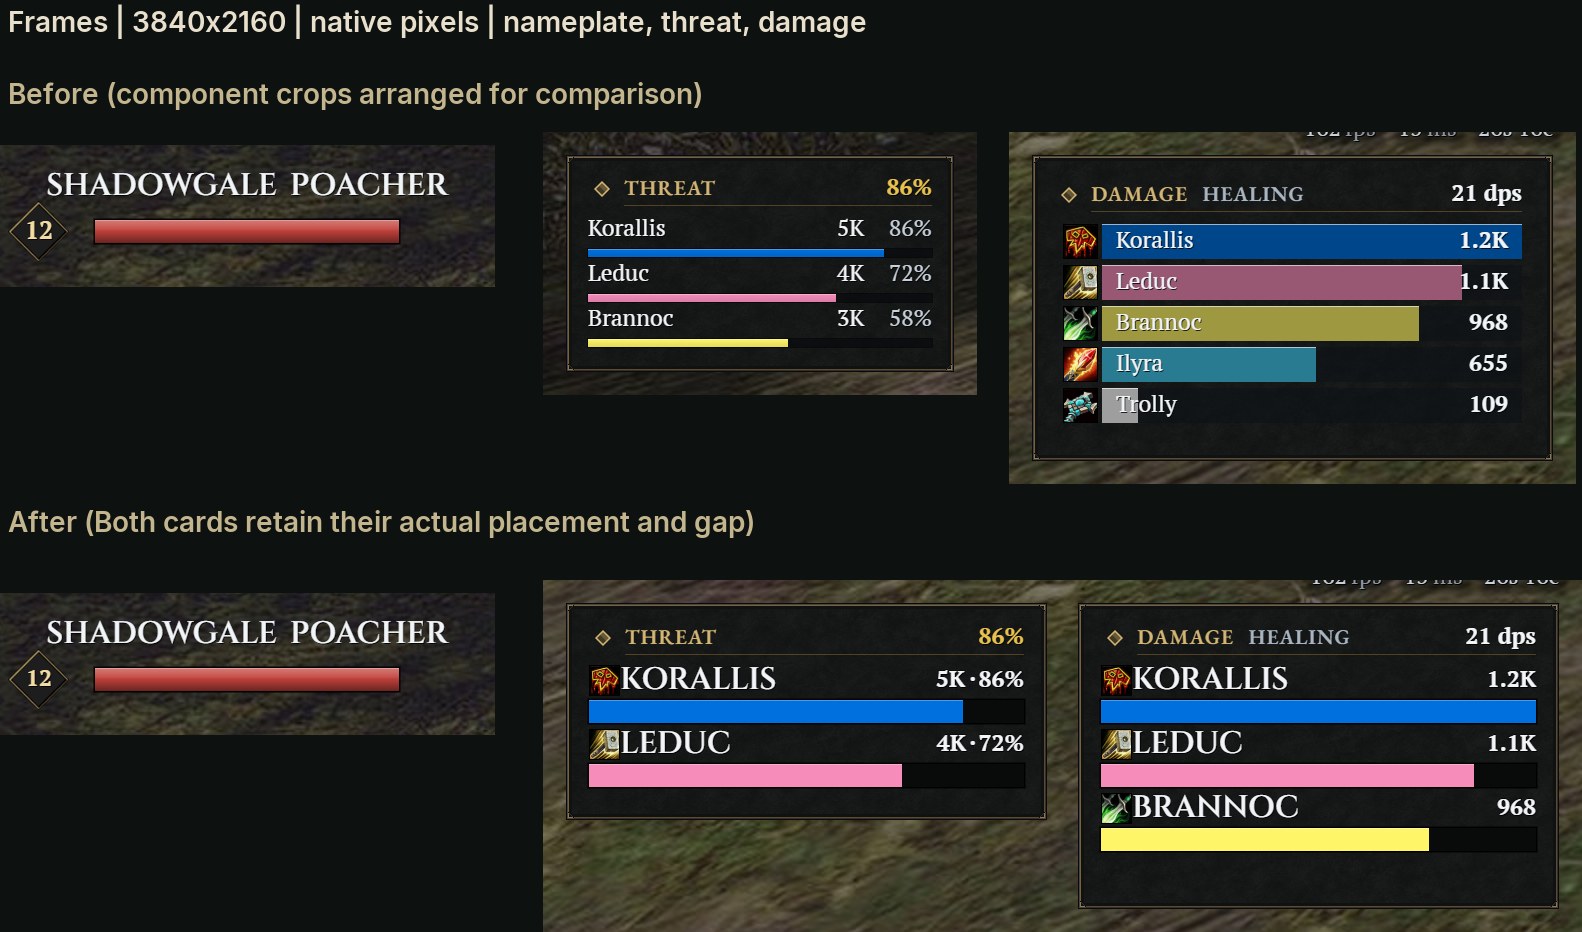 Frames | 3840x2160 | native pixels | nameplate, threat, damage
Before (component crops arranged for comparison)
SHADOWGALE POACHER
12
THREAT 86%
Korallis 5K 86%
Leduc 4K 72%
Brannoc 3K 58%
DAMAGE HEALING 21 dps
Korallis 1.2K
Leduc 1.1K
Brannoc 968
Ilyra 655
Trolly 109
After (Both cards retain their actual placement and gap)
SHADOWGALE POACHER
12
THREAT 86%
KORALLIS 5K·86%
LEDUC 4K·72%
DAMAGE HEALING 21 dps
KORALLIS 1.2K
LEDUC 1.1K
BRANNOC 968